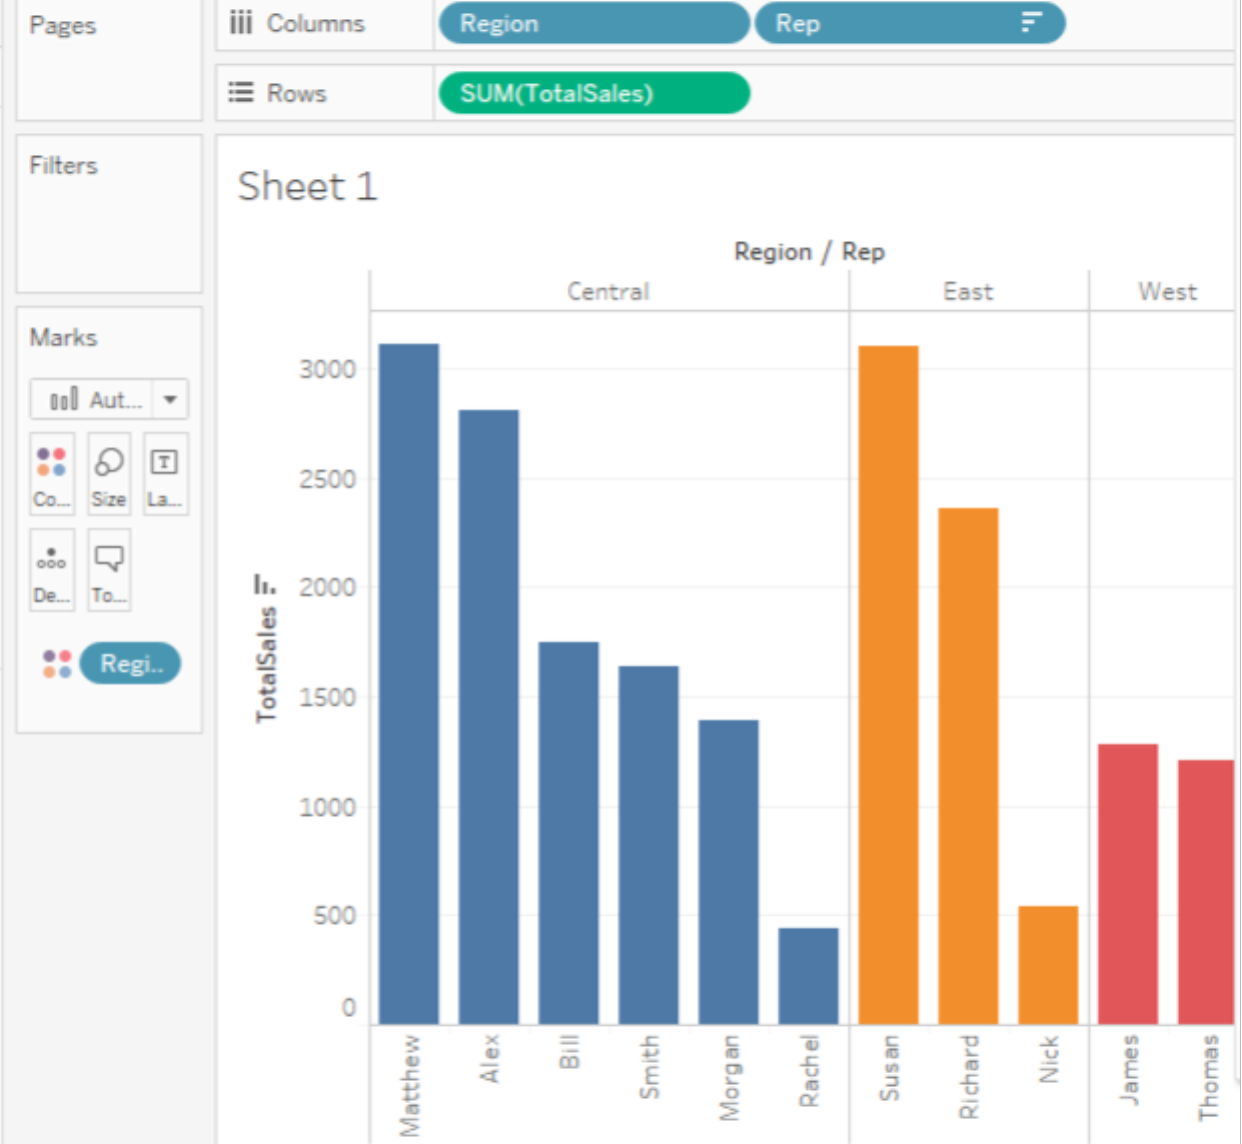 Pages
Columns
Region
Rep
Rows
SUM(TotalSales)
Filters
Sheet 1
Marks
Aut...
Co...
Size
La...
De...
To...
Regi..
Region / Rep
Central
East
West
TotalSales
3000
2500
2000
1500
1000
500
0
Matthew
Alex
Bill
Smith
Morgan
Rachel
Susan
Richard
Nick
James
Thomas